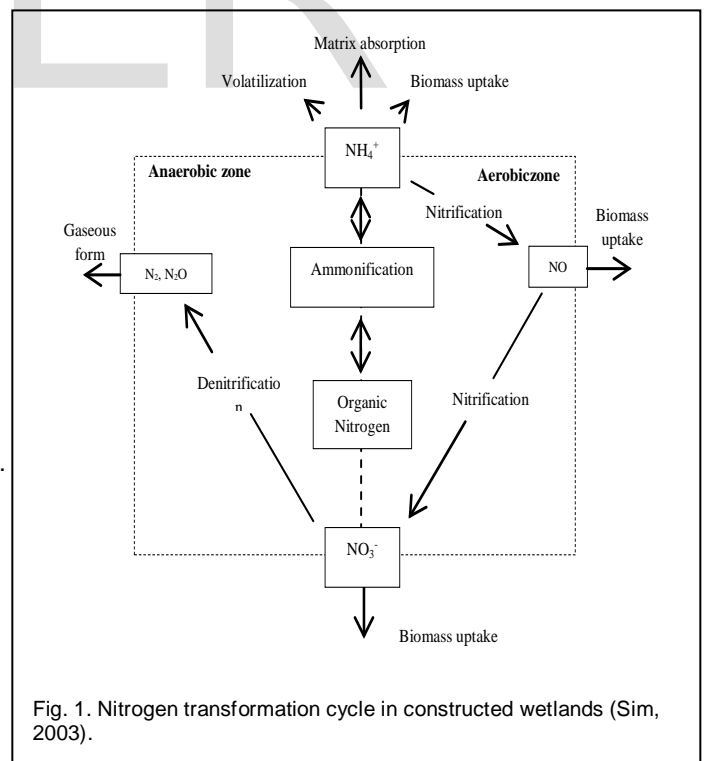 ER
Matrix absorption
Volatilization
Biomass uptake
NH₄⁺
Anaerobic zone
Aerobiczone
Nitrification
Biomass
uptake
Gaseous
form
N₂, N₂O
Ammonification
NO
Denitrificatio
n
Organic
Nitrogen
Nitrification
NO₃⁻
Biomass uptake
.
Fig. 1. Nitrogen transformation cycle in constructed wetlands (Sim,
2003).